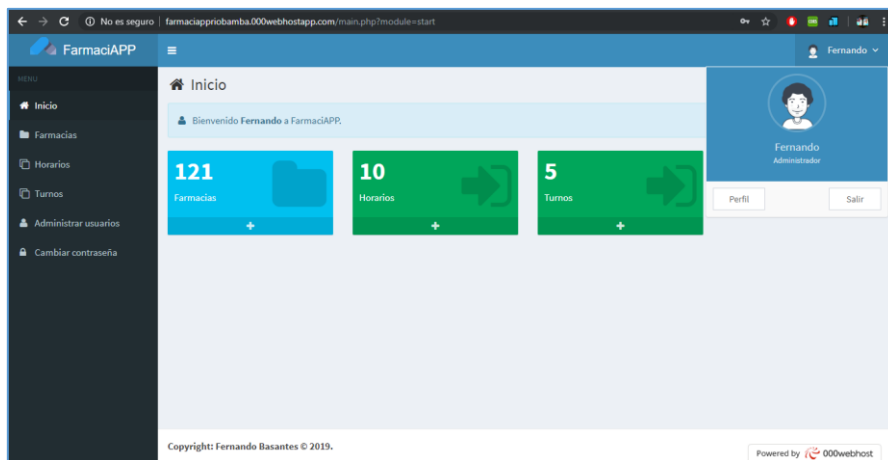 No es seguro | farmaciappriobamba.000webhostapp.com/main.php?module=start
FarmaciAPP
Fernando
MENU
Inicio
Farmacias
Horarios
Turnos
Administrar usuarios
Cambiar contraseña
Inicio
Bienvenido Fernando a FarmaciAPP.
121
Farmacias
10
Horarios
5
Turnos
Fernando
Administrador
Perfil
Salir
Copyright: Fernando Basantes © 2019.
Powered by 000webhost